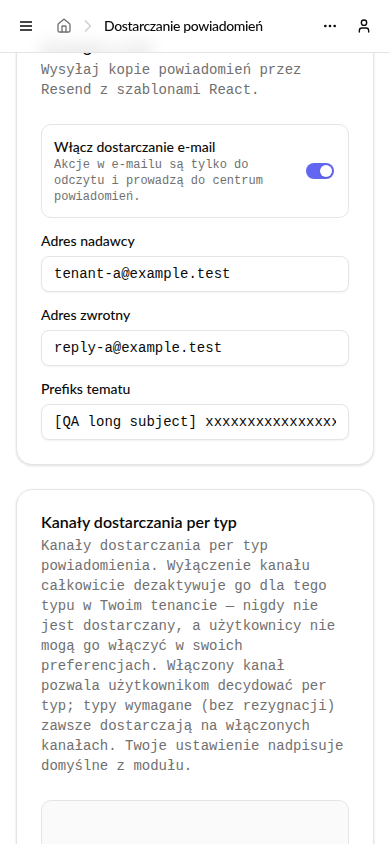 Dostarczanie powiadomień
Wysyłaj kopie powiadomień przez
Resend z szablonami React.
Włącz dostarczanie e-mail
Akcje w e-mailu są tylko do
odczytu i prowadzą do centrum
powiadomień.
Adres nadawcy
tenant-a@example.test
Adres zwrotny
reply-a@example.test
Prefiks tematu
[QA long subject] xxxxxxxxxxxxxxxx
Kanały dostarczania per typ
Kanały dostarczania per typ
powiadomienia. Wyłączenie kanału
całkowicie dezaktywuje go dla tego
typu w Twoim tenancie — nigdy nie
jest dostarczany, a użytkownicy nie
mogą go włączyć w swoich
preferencjach. Włączony kanał
pozwala użytkownikom decydować per
typ; typy wymagane (bez rezygnacji)
zawsze dostarczają na włączonych
kanałach. Twoje ustawienie nadpisuje
domyślne z modułu.